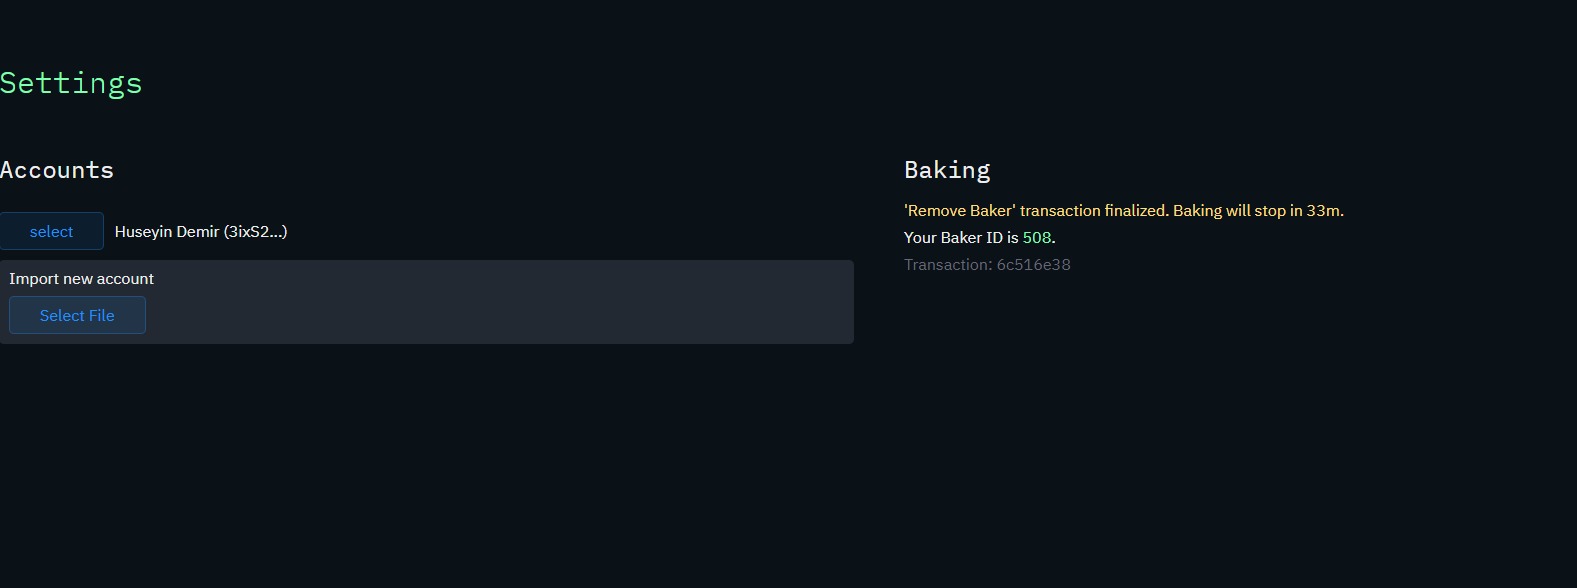 Settings
Accounts
select
Huseyin Demir (3ixS2...)
Import new account
Select File
Baking
'Remove Baker' transaction finalized. Baking will stop in 33m.
Your Baker ID is 508.
Transaction: 6c516e38